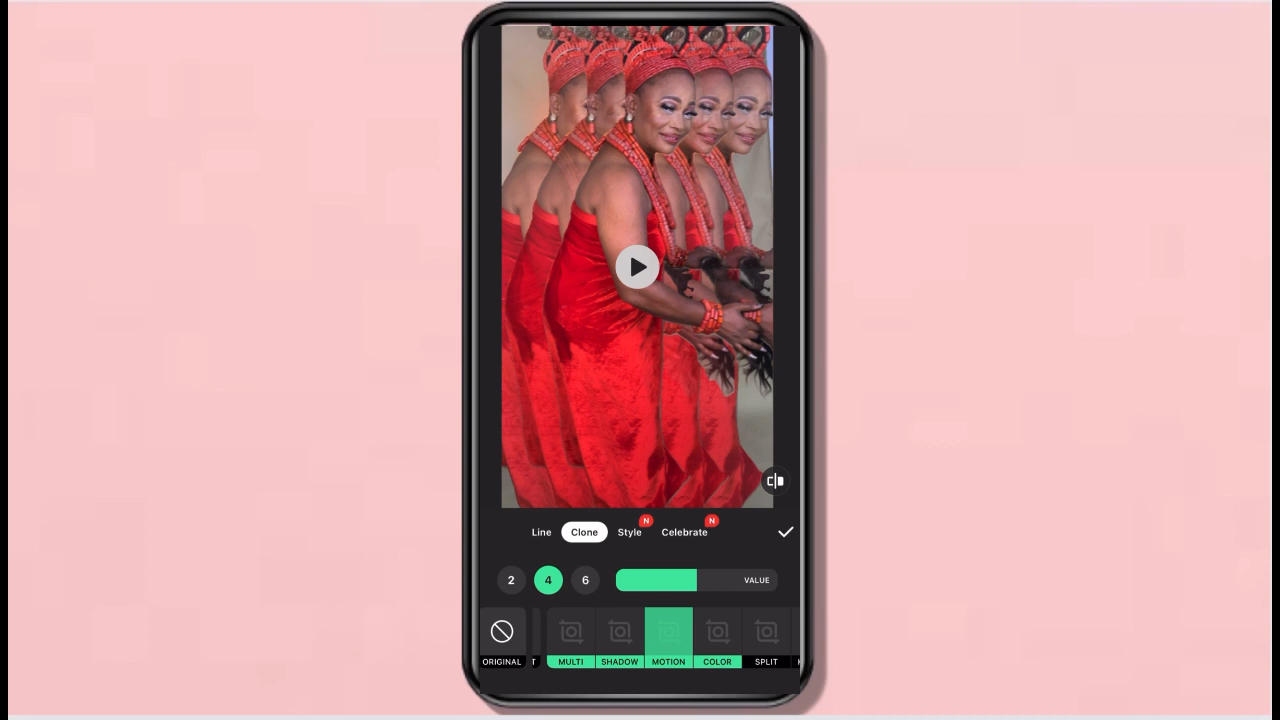 N N
Line Clone Style Celebrate
2 4 6 VALUE
ORIGINAL T MULTI SHADOW MOTION COLOR SPLIT